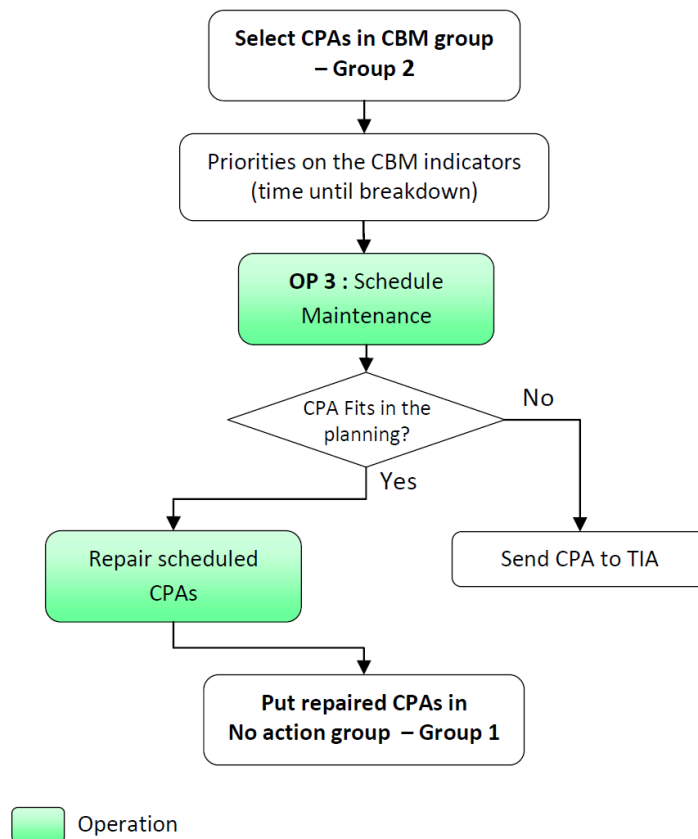 Select CPAs in CBM group
– Group 2
Priorities on the CBM indicators
(time until breakdown)
OP 3 : Schedule
Maintenance
CPA Fits in the
planning?
No
Yes
Repair scheduled
CPAs
Send CPA to TIA
Put repaired CPAs in
No action group – Group 1
Operation